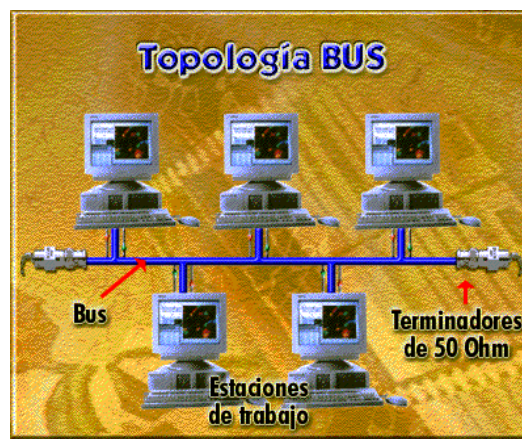 Topología BUS
Bus
Terminadores
de 50 Ohm
Estaciones
de trabajo